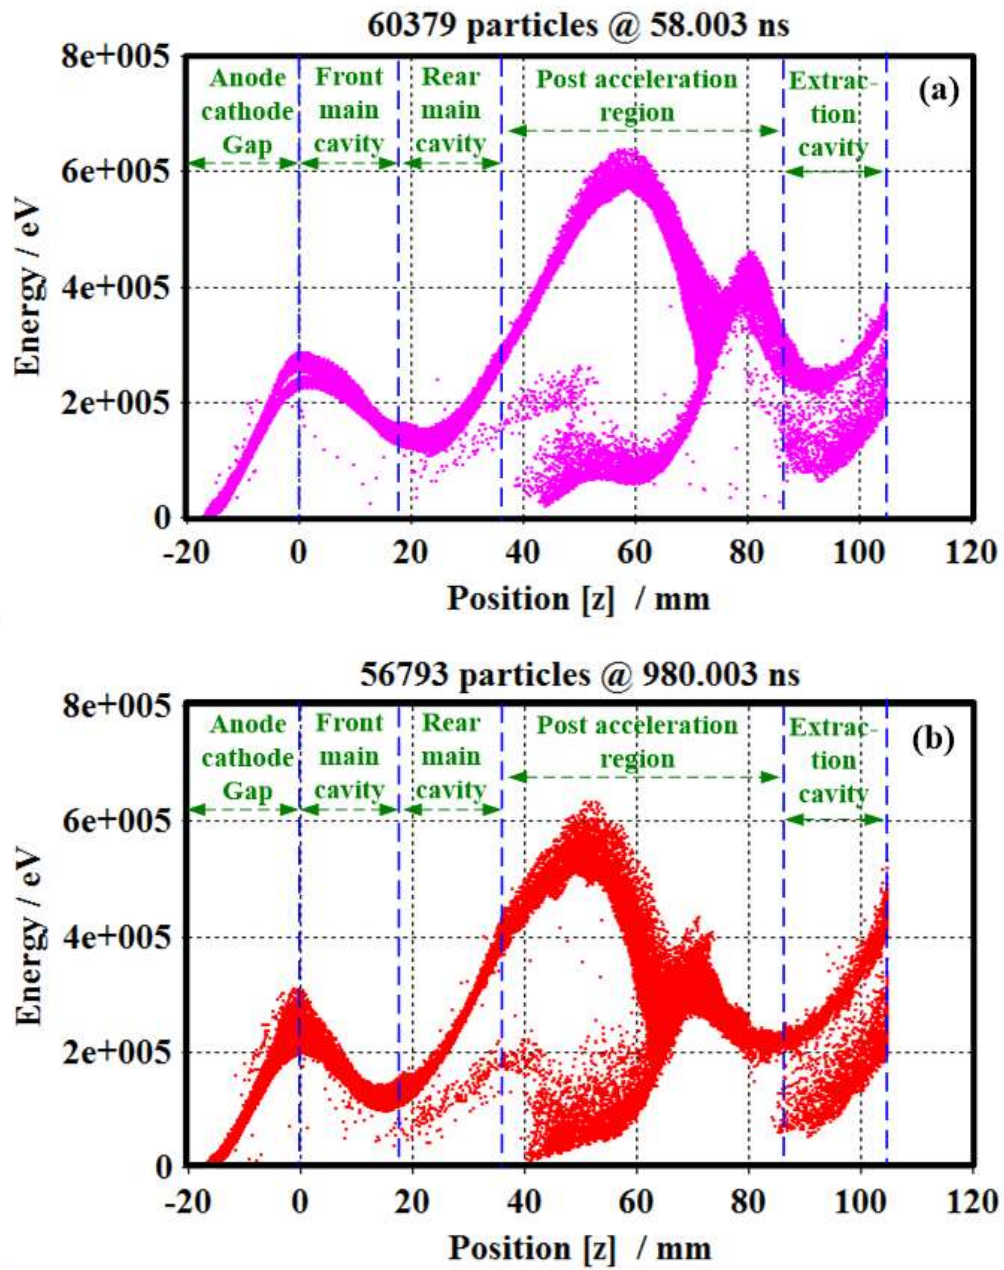 60379 particles @ 58.003 ns
8e+005
6e+005
4e+005
2e+005
0
Energy / eV
Anode
cathode
Gap
Front
main
cavity
Rear
main
cavity
Post acceleration
region
Extrac-
tion
cavity
(a)
-20
0
20
40
60
80
100
120
Position [z] / mm
56793 particles @ 980.003 ns
8e+005
6e+005
4e+005
2e+005
0
Energy / eV
Anode
cathode
Gap
Front
main
cavity
Rear
main
cavity
Post acceleration
region
Extrac-
tion
cavity
(b)
-20
0
20
40
60
80
100
120
Position [z] / mm